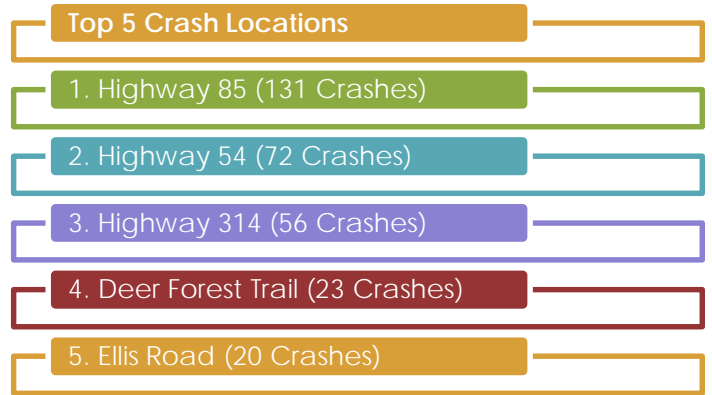 Top 5 Crash Locations
1. Highway 85 (131 Crashes)
2. Highway 54 (72 Crashes)
3. Highway 314 (56 Crashes)
4. Deer Forest Trail (23 Crashes)
5. Ellis Road (20 Crashes)